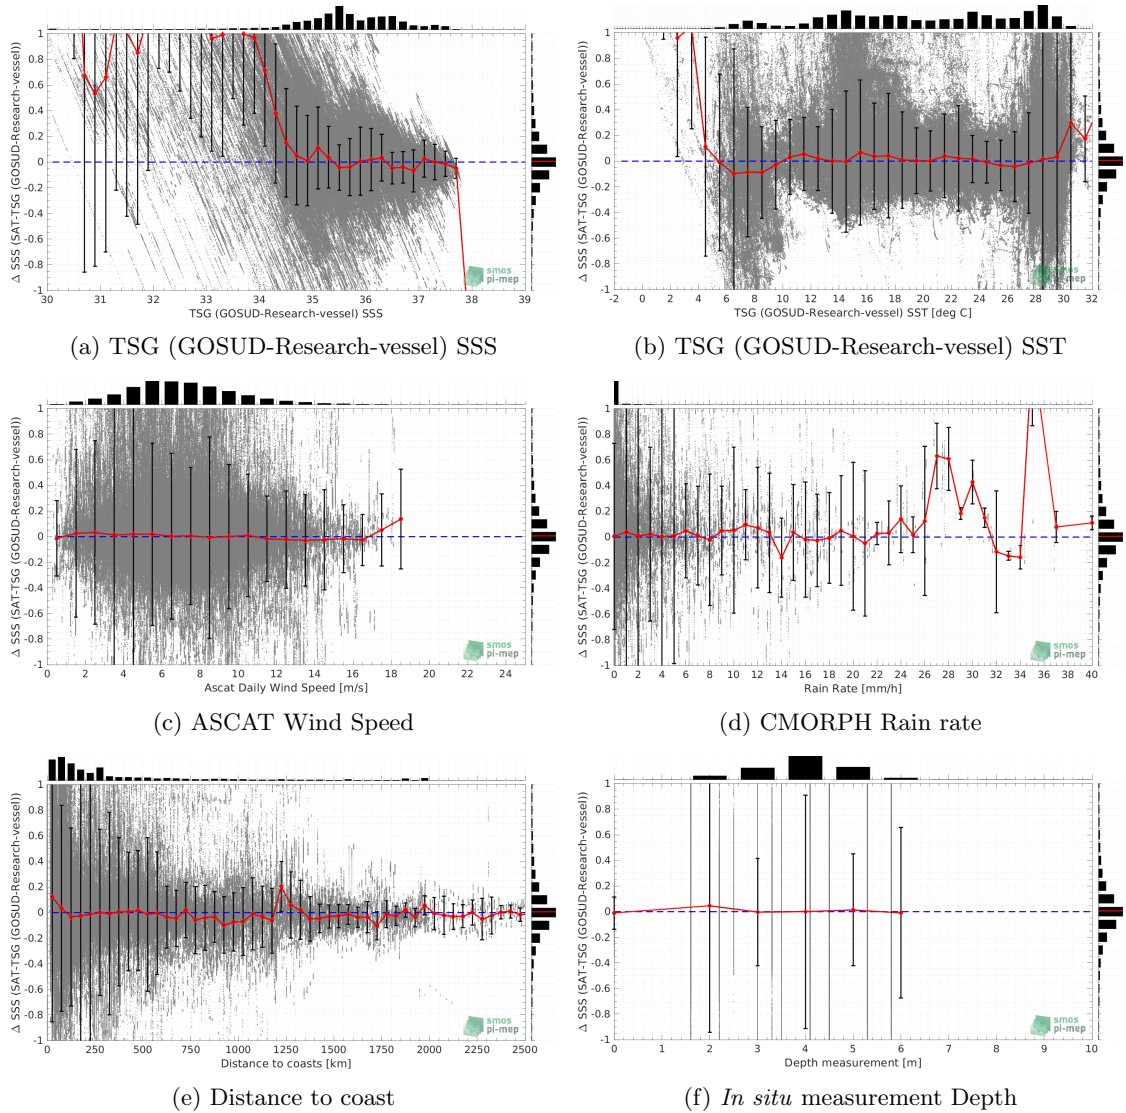 Δ SSS (SAT-TSG (GOSUD-Research-vessel))
1
0.8
0.6
0.4
0.2
0
-0.2
-0.4
-0.6
-0.8
-1
30 31 32 33 34 35 36 37 38 39
TSG (GOSUD-Research-vessel) SSS
smos
pi-mep
(a) TSG (GOSUD-Research-vessel) SSS
Δ SSS (SAT-TSG (GOSUD-Research-vessel))
1
0.8
0.6
0.4
0.2
0
-0.2
-0.4
-0.6
-0.8
-1
-2 0 2 4 6 8 10 12 14 16 18 20 22 24 26 28 30 32
TSG (GOSUD-Research-vessel) SST [deg C]
smos
pi-mep
(b) TSG (GOSUD-Research-vessel) SST
Δ SSS (SAT-TSG (GOSUD-Research-vessel))
1
0.8
0.6
0.4
0.2
0
-0.2
-0.4
-0.6
-0.8
-1
0 2 4 6 8 10 12 14 16 18 20 22 24
Ascat Daily Wind Speed [m/s]
smos
pi-mep
(c) ASCAT Wind Speed
Δ SSS (SAT-TSG (GOSUD-Research-vessel))
1
0.8
0.6
0.4
0.2
0
-0.2
-0.4
-0.6
-0.8
-1
0 2 4 6 8 10 12 14 16 18 20 22 24 26 28 30 32 34 36 38 40
Rain Rate [mm/h]
smos
pi-mep
(d) CMORPH Rain rate
Δ SSS (SAT-TSG (GOSUD-Research-vessel))
1
0.8
0.6
0.4
0.2
0
-0.2
-0.4
-0.6
-0.8
-1
0 250 500 750 1000 1250 1500 1750 2000 2250 2500
Distance to coasts [km]
smos
pi-mep
(e) Distance to coast
Δ SSS (SAT-TSG (GOSUD-Research-vessel))
1
0.8
0.6
0.4
0.2
0
-0.2
-0.4
-0.6
-0.8
-1
0 1 2 3 4 5 6 7 8 9 10
Depth measurement [m]
smos
pi-mep
(f) In situ measurement Depth